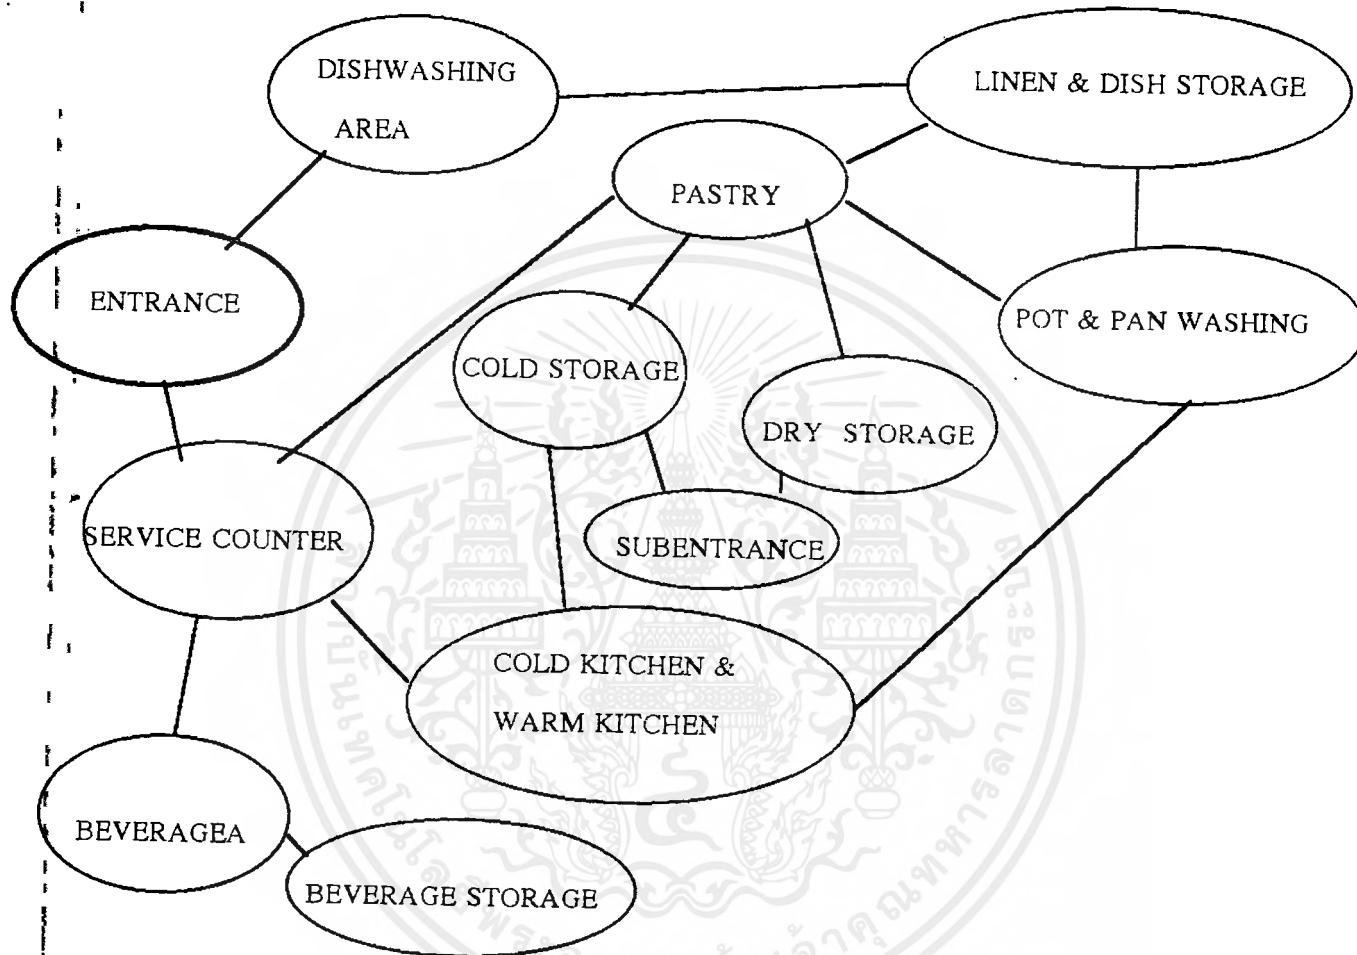 DISHWASHING
AREA
LINEN & DISH STORAGE
PASTRY
ENTRANCE
POT & PAN WASHING
COLD STORAGE
DRY STORAGE
SERVICE COUNTER
SUBENTRANCE
COLD KITCHEN &
WARM KITCHEN
BEVERAGEA
BEVERAGE STORAGE